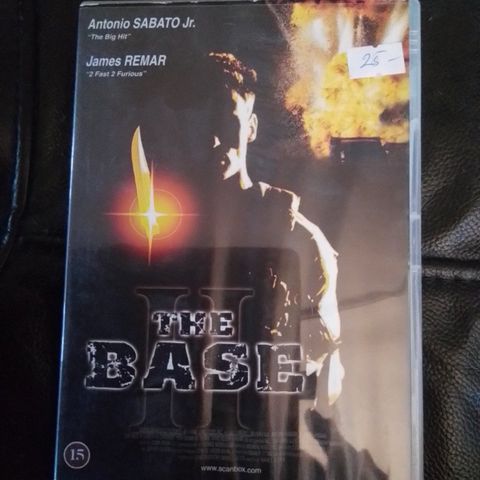 Antonio SABATO Jr.
"The Big Hit"
25-
James REMAR
"2 Fast 2 Furious"
II
THE
BASE
15
www.scanbox.com